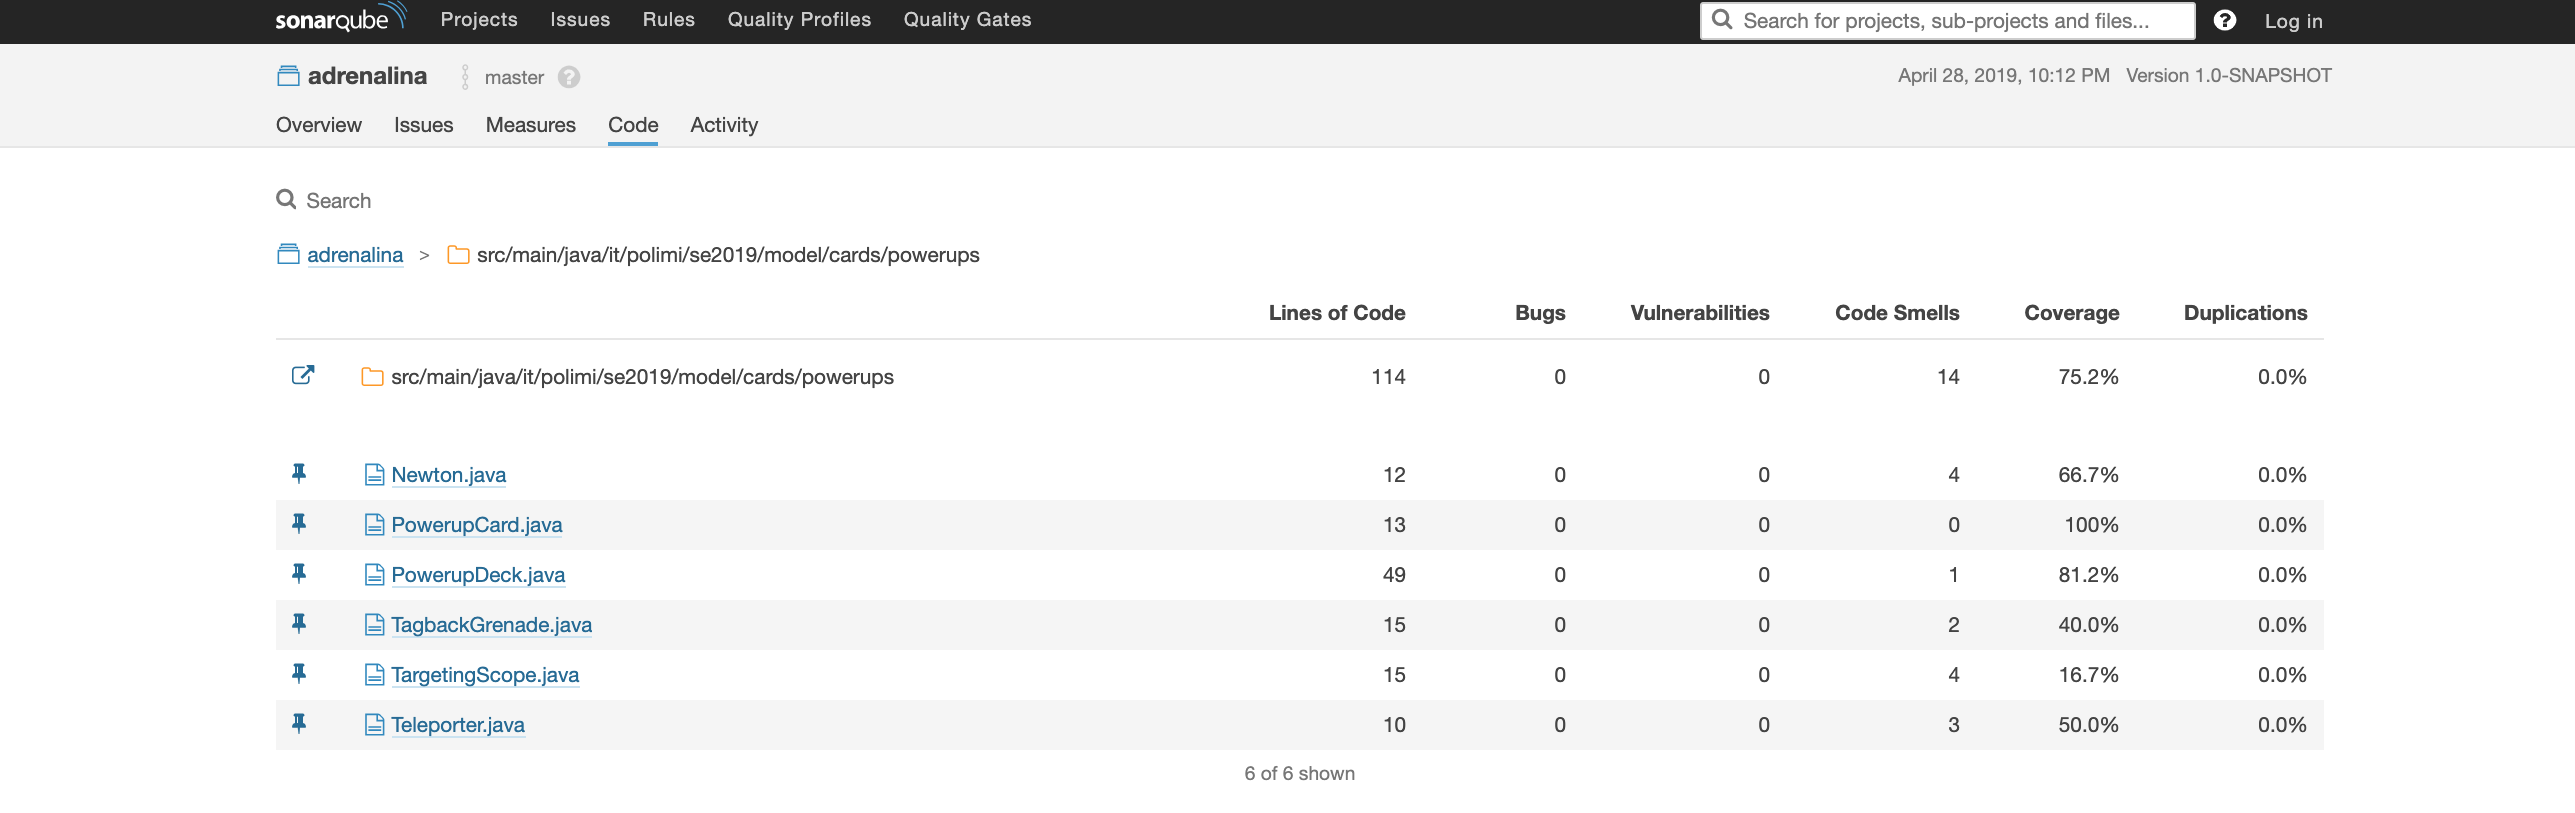 sonarqube Projects Issues Rules Quality Profiles Quality Gates Search for projects, sub-projects and files... ? Log in
adrenalina master ? April 28, 2019, 10:12 PM Version 1.0-SNAPSHOT
Overview Issues Measures Code Activity
Search
adrenalina > src/main/java/it/polimi/se2019/model/cards/powerups
Lines of Code Bugs Vulnerabilities Code Smells Coverage Duplications
src/main/java/it/polimi/se2019/model/cards/powerups 114 0 0 14 75.2% 0.0%
Newton.java 12 0 0 4 66.7% 0.0%
PowerupCard.java 13 0 0 0 100% 0.0%
PowerupDeck.java 49 0 0 1 81.2% 0.0%
TagbackGrenade.java 15 0 0 2 40.0% 0.0%
TargetingScope.java 15 0 0 4 16.7% 0.0%
Teleporter.java 10 0 0 3 50.0% 0.0%
6 of 6 shown